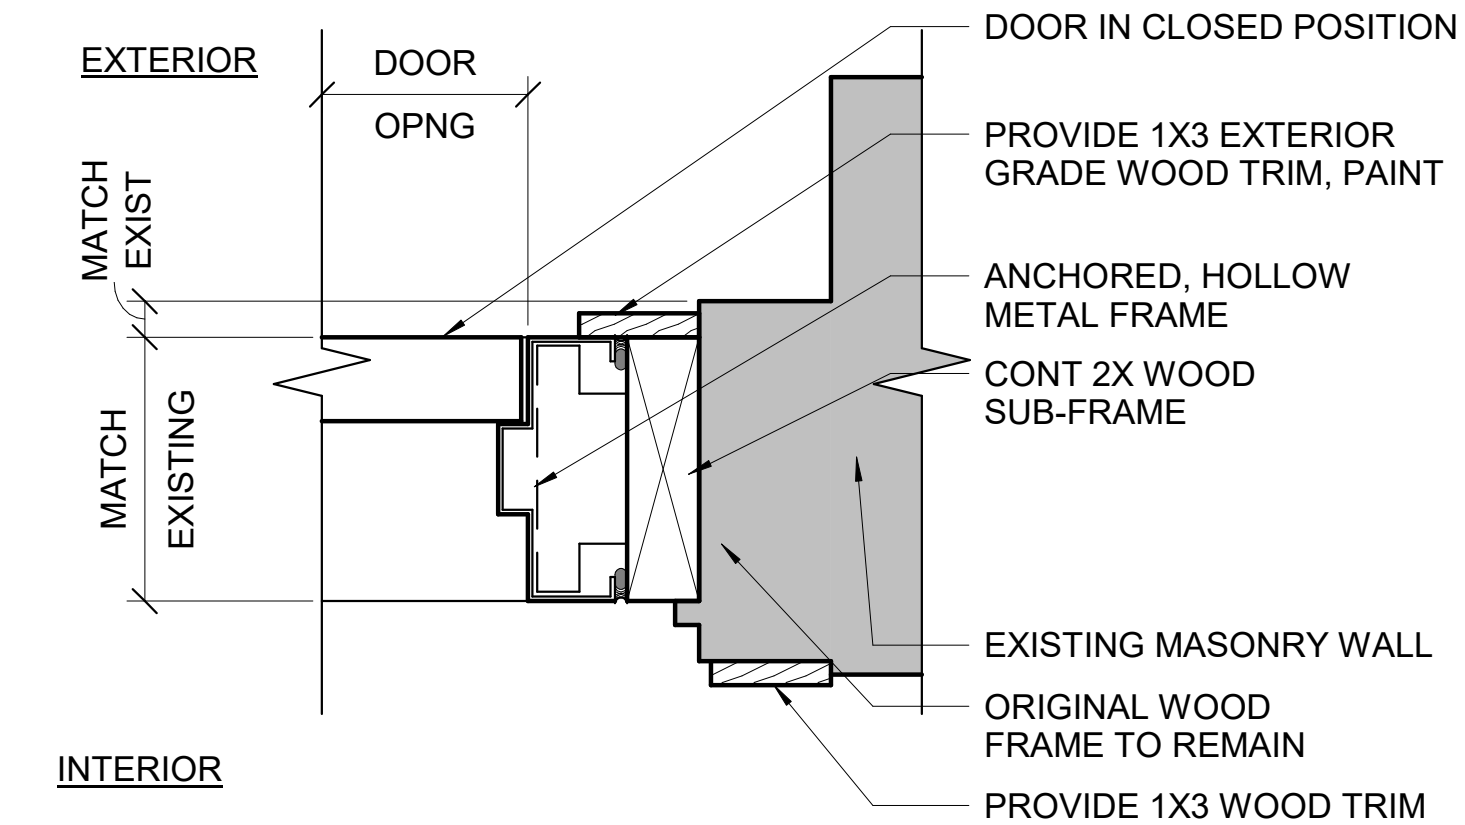 EXTERIOR
DOOR
OPNG
MATCH
EXIST
MATCH
EXISTING
INTERIOR
DOOR IN CLOSED POSITION
PROVIDE 1X3 EXTERIOR
GRADE WOOD TRIM, PAINT
ANCHORED, HOLLOW
METAL FRAME
CONT 2X WOOD
SUB-FRAME
EXISTING MASONRY WALL
ORIGINAL WOOD
FRAME TO REMAIN
PROVIDE 1X3 WOOD TRIM